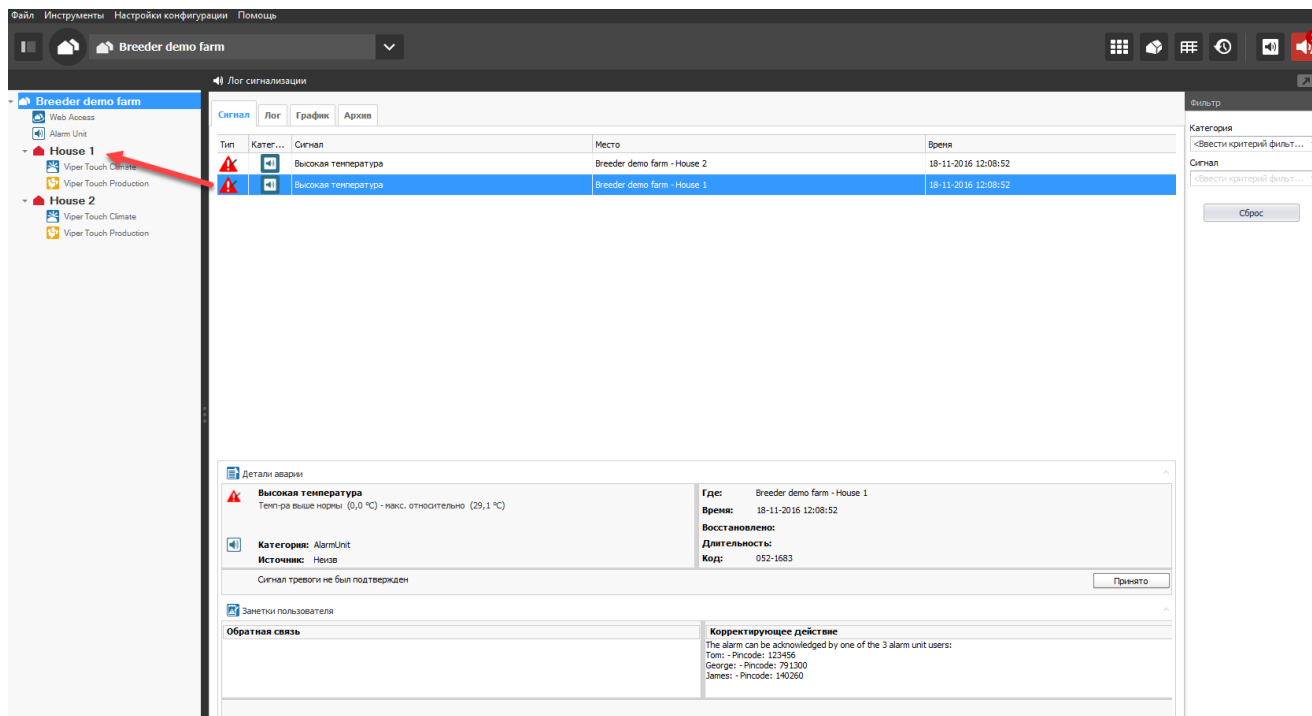 Файл Инструменты Настройки конфигурации Помощь
Breeder demo farm
Лог сигнализации
Breeder demo farm
Web Access
Alarm Unit
House 1
Viper Touch Climate
Viper Touch Production
House 2
Viper Touch Climate
Viper Touch Production
Сигнал Лог График Архив
Тип Катег... Сигнал Место Время
Высокая температура Breeder demo farm - House 2 18-11-2016 12:08:52
Высокая температура Breeder demo farm - House 1 18-11-2016 12:08:52
Фильтр
Категория
<Ввести критерий фильт...
Сигнал
<Ввести критерий фильт...
Сброс
Детали аварии
Высокая температура
Темп-ра выше нормы (0,0 °C) - макс. относительно (29,1 °C)
Категория: AlarmUnit
Источник: Неизв
Где: Breeder demo farm - House 1
Время: 18-11-2016 12:08:52
Восстановлено:
Длительность:
Код: 052-1683
Сигнал тревоги не был подтвержден
Принято
Заметки пользователя
Обратная связь
Корректирующее действие
The alarm can be acknowledged by one of the 3 alarm unit users:
Tom: - Pincode: 123456
George: - Pincode: 791300
James: - Pincode: 140260